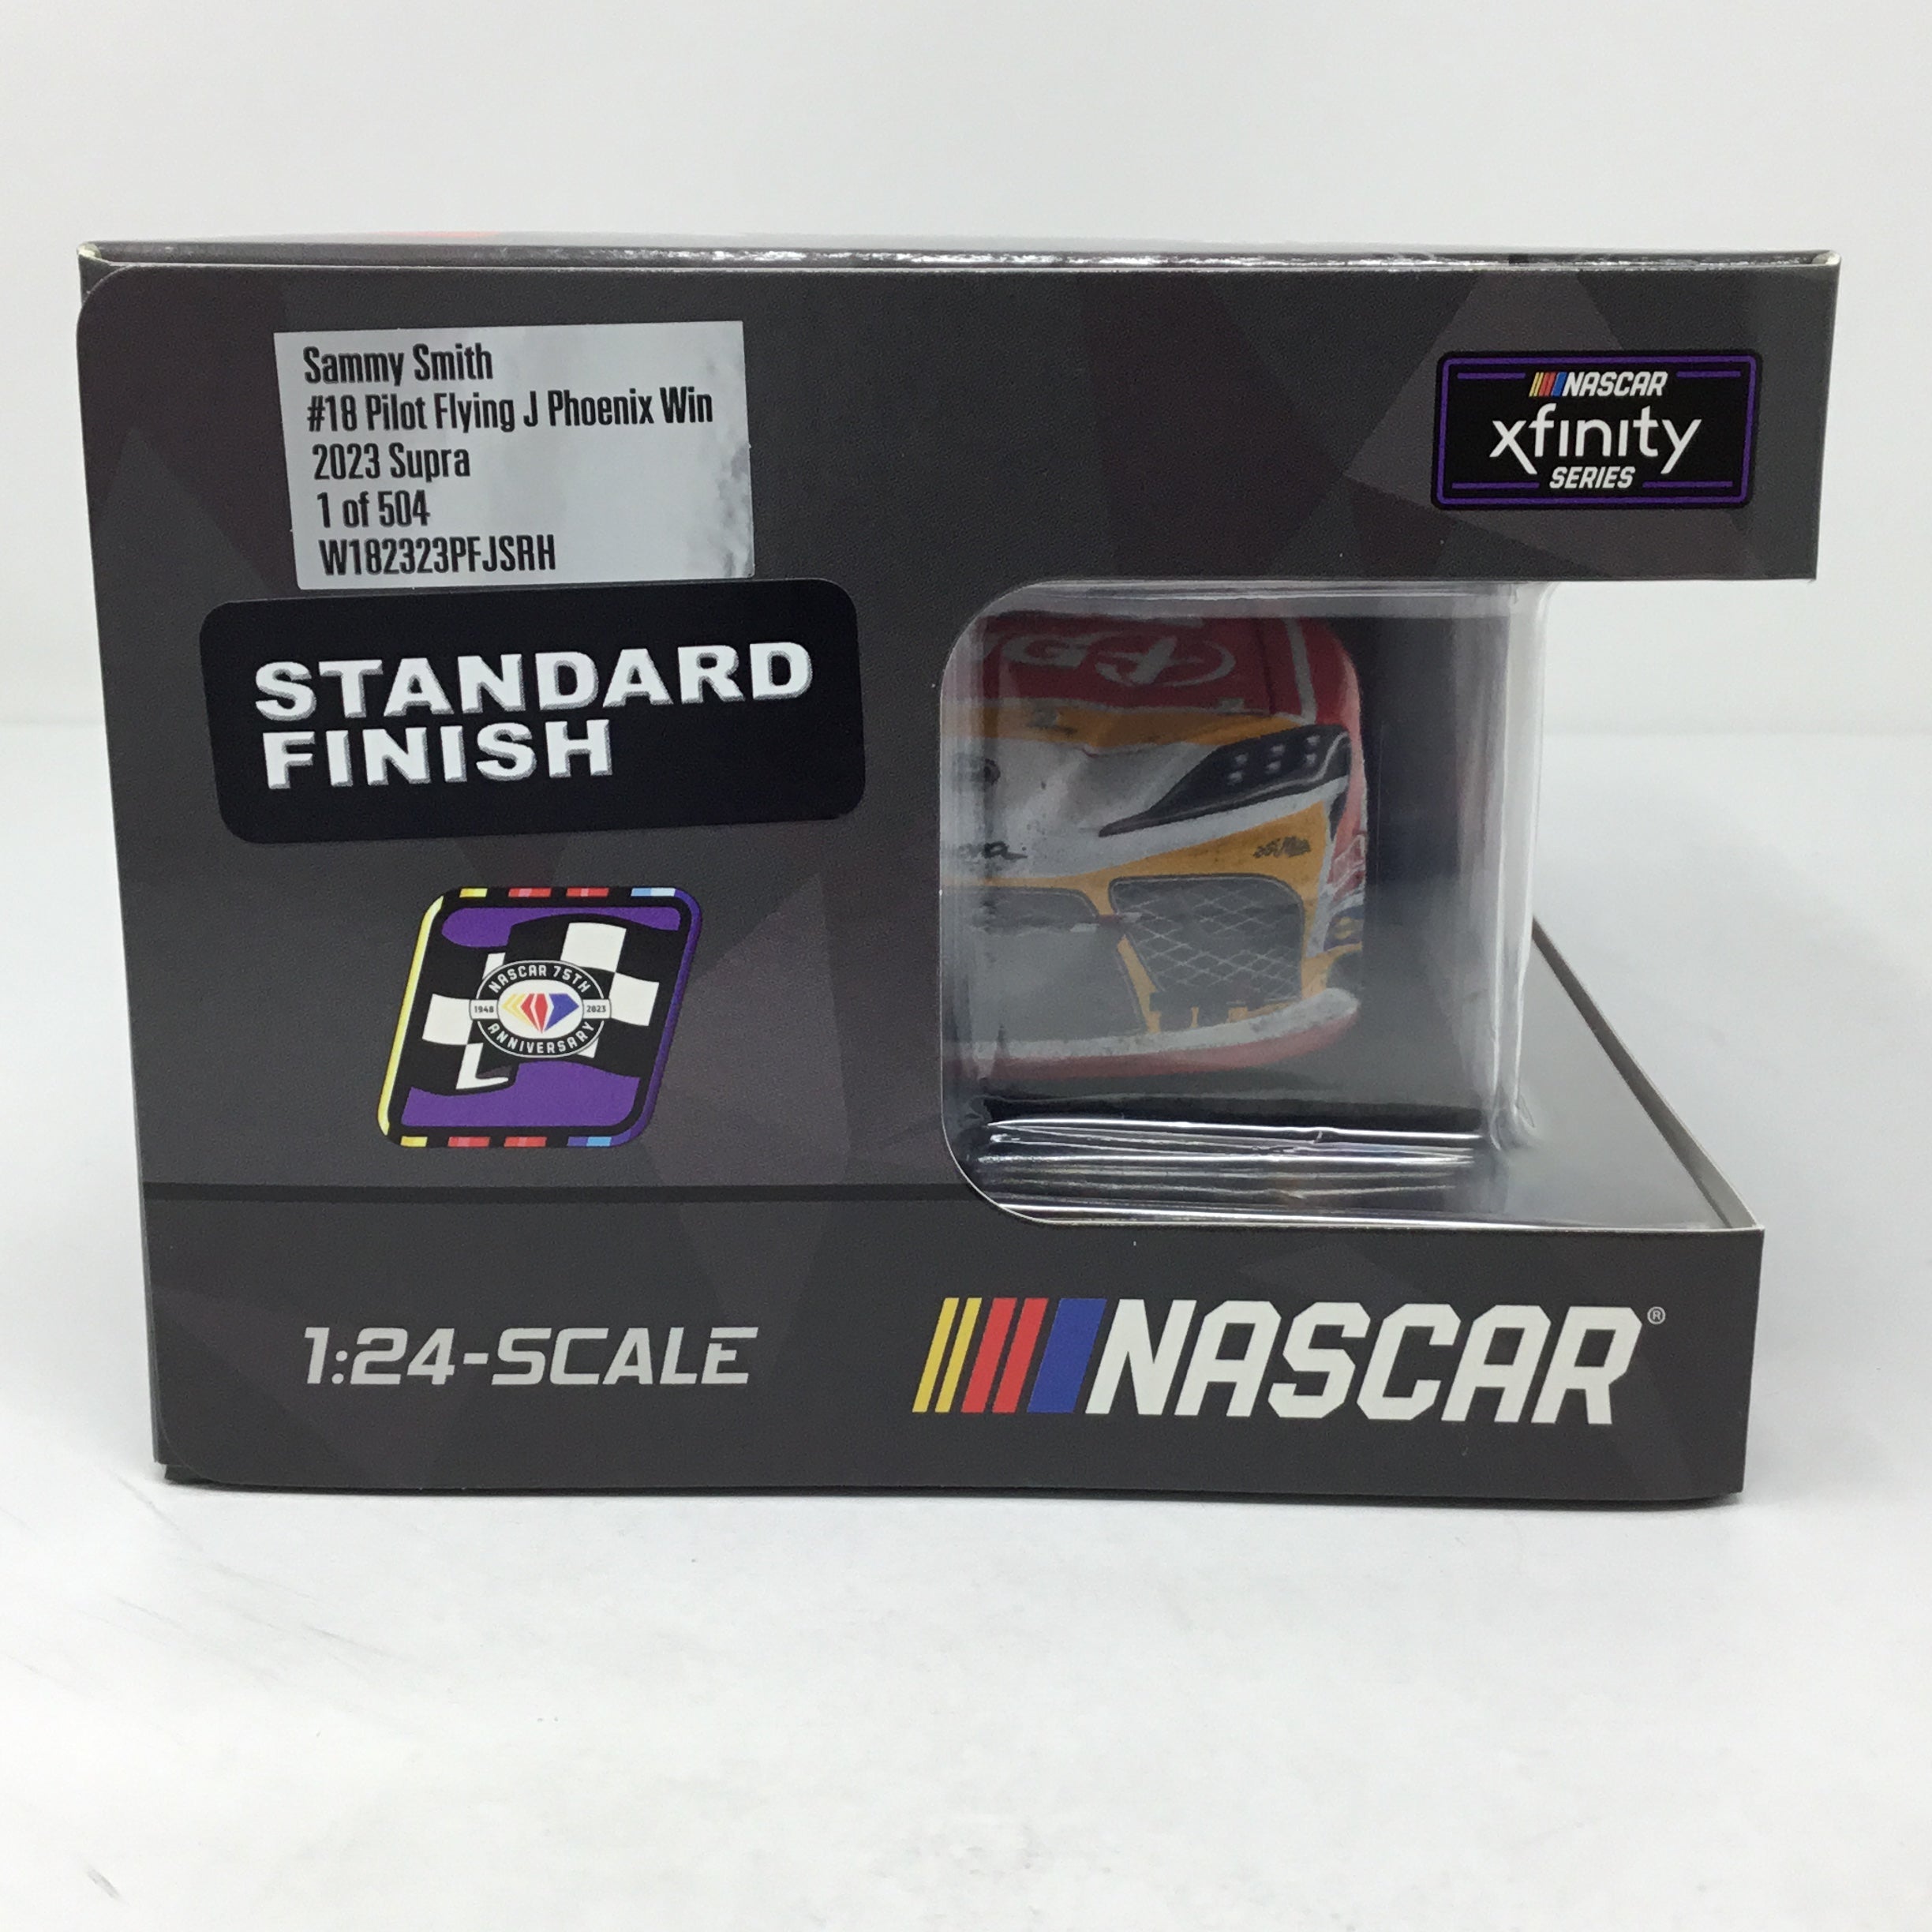 Sammy Smith
#18 Pilot Flying J Phoenix Win
2023 Supra
1 of 504
W182323PFJSRH
NASCAR
xfinity
SERIES
STANDARD
FINISH
NASCAR 75TH
1948 2023
ANNIVERSARY
1:24-SCALE
NASCAR®